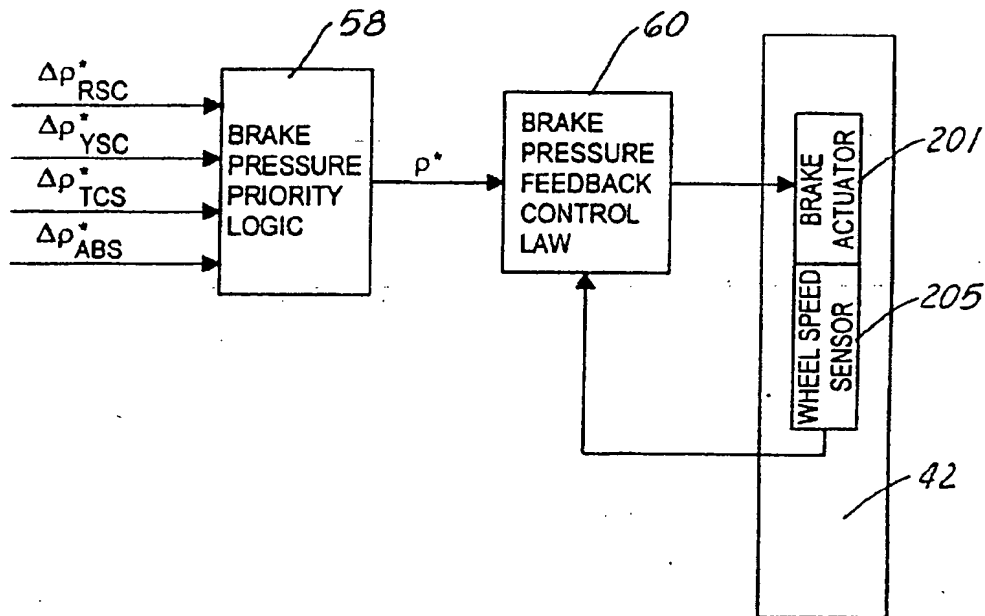 58
60
Δρ*RSC
Δρ*YSC
Δρ*TCS
Δρ*ABS
BRAKE
PRESSURE
PRIORITY
LOGIC
ρ*
BRAKE
PRESSURE
FEEDBACK
CONTROL
LAW
BRAKE
ACTUATOR
201
WHEEL SPEED
SENSOR
205
42